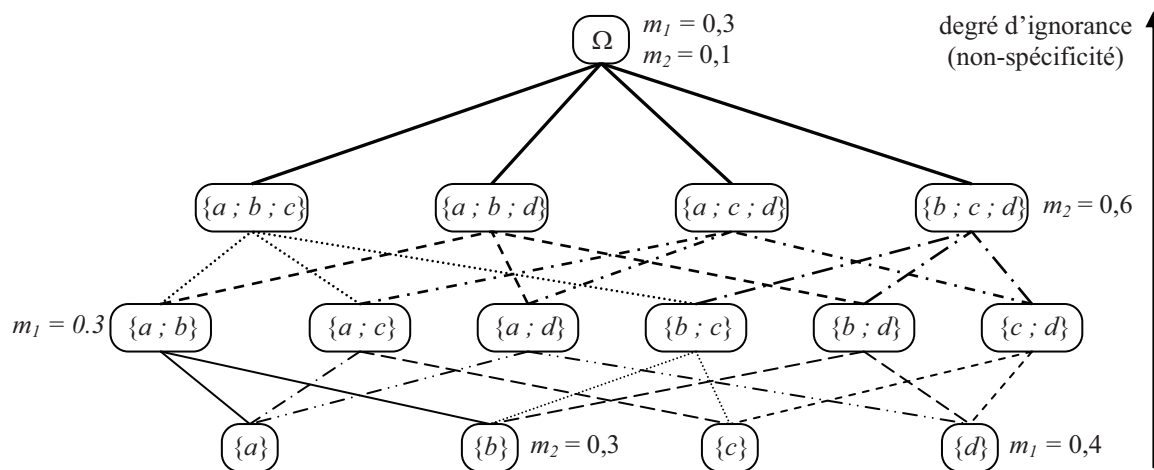 Ω
m₁ = 0,3
m₂ = 0,1
degré d’ignorance
(non-spécificité)
{a ; b ; c}
{a ; b ; d}
{a ; c ; d}
{b ; c ; d}
m₂ = 0,6
m₁ = 0.3
{a ; b}
{a ; c}
{a ; d}
{b ; c}
{b ; d}
{c ; d}
{a}
{b}
m₂ = 0,3
{c}
{d}
m₁ = 0,4